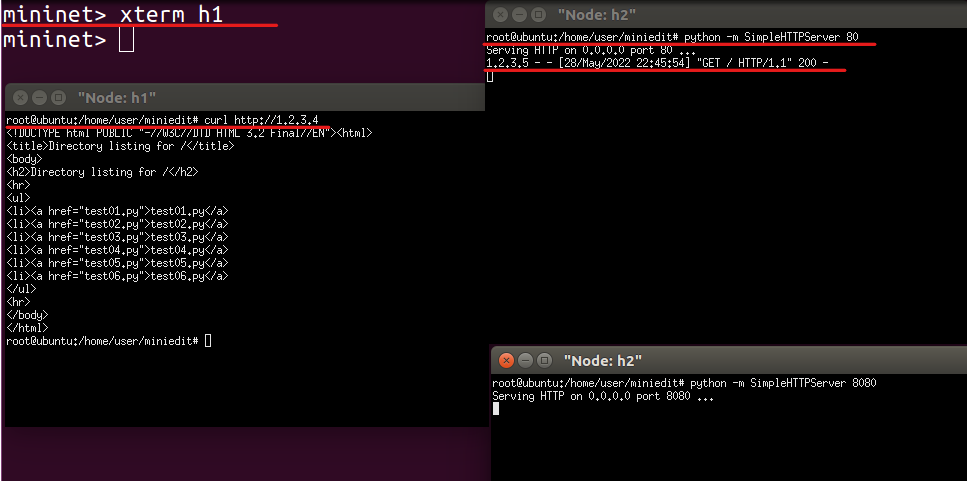 mininet> xterm h1
mininet>
"Node: h1"
root@ubuntu:/home/user/miniedit# curl http://1.2.3.4
<!DOCTYPE html PUBLIC "-//W3C//DTD HTML 3.2 Final//EN"><html>
<title>Directory listing for /</title>
<body>
<h2>Directory listing for /</h2>
<hr>
<ul>
<li><a href="test01.py">test01.py</a>
<li><a href="test02.py">test02.py</a>
<li><a href="test03.py">test03.py</a>
<li><a href="test04.py">test04.py</a>
<li><a href="test05.py">test05.py</a>
<li><a href="test06.py">test06.py</a>
</ul>
<hr>
</body>
</html>
root@ubuntu:/home/user/miniedit#
"Node: h2"
root@ubuntu:/home/user/miniedit# python -m SimpleHTTPServer 80
Serving HTTP on 0.0.0.0 port 80 ...
1.2.3.5 - - [28/May/2022 22:45:54] "GET / HTTP/1.1" 200 -
"Node: h2"
root@ubuntu:/home/user/miniedit# python -m SimpleHTTPServer 8080
Serving HTTP on 0.0.0.0 port 8080 ...